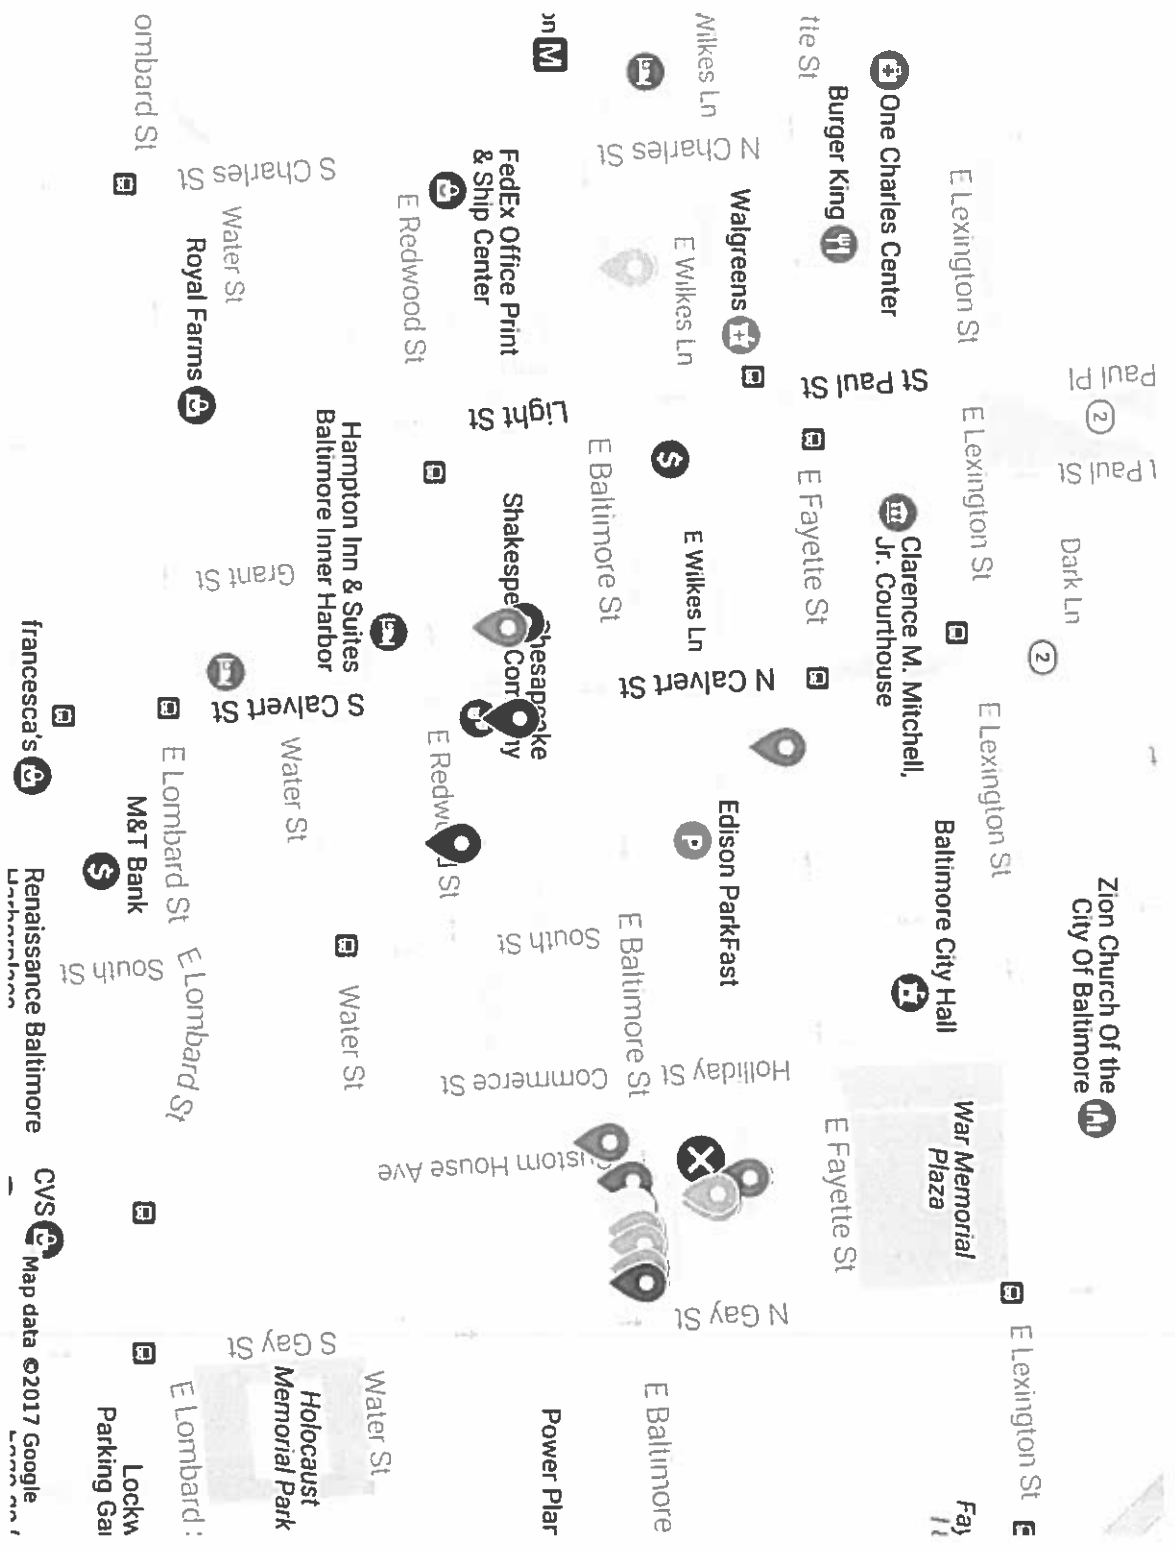 Zion Church Of the
City Of Baltimore
Paul Pl
2
Paul St
Dark Ln
2
E Lexington St
E Lexington St
E Lexington St
E Lexington St
One Charles Center
Clarence M. Mitchell,
Jr. Courthouse
Baltimore City Hall
War Memorial
Plaza
Burger King
St Paul St
E Fayette St
E Fayette St
Walgreens
N Charles St
Wilkes Ln
E Wilkes Ln
E Wilkes Ln
$
N Calvert St
Edison ParkFast
P
Holliday St
N Gay St
E Baltimore St
E Baltimore St
E Baltimore
M
FedEx Office Print
& Ship Center
Light St
South St
Commerce St
House Ave
Power Plan
E Redwood St
St
Hampton Inn & Suites
Baltimore Inner Harbor
S Charles St
Water St
Water St
Water St
Water St
Royal Farms
Grant St
S Calvert St
S Gay St
Holocaust
Memorial Park
E Lombard St
E Lombard St
E Lombard
M&T Bank
$
South St
francesca's
Renaissance Baltimore
CVS
Parking
Map data ©2017 Google